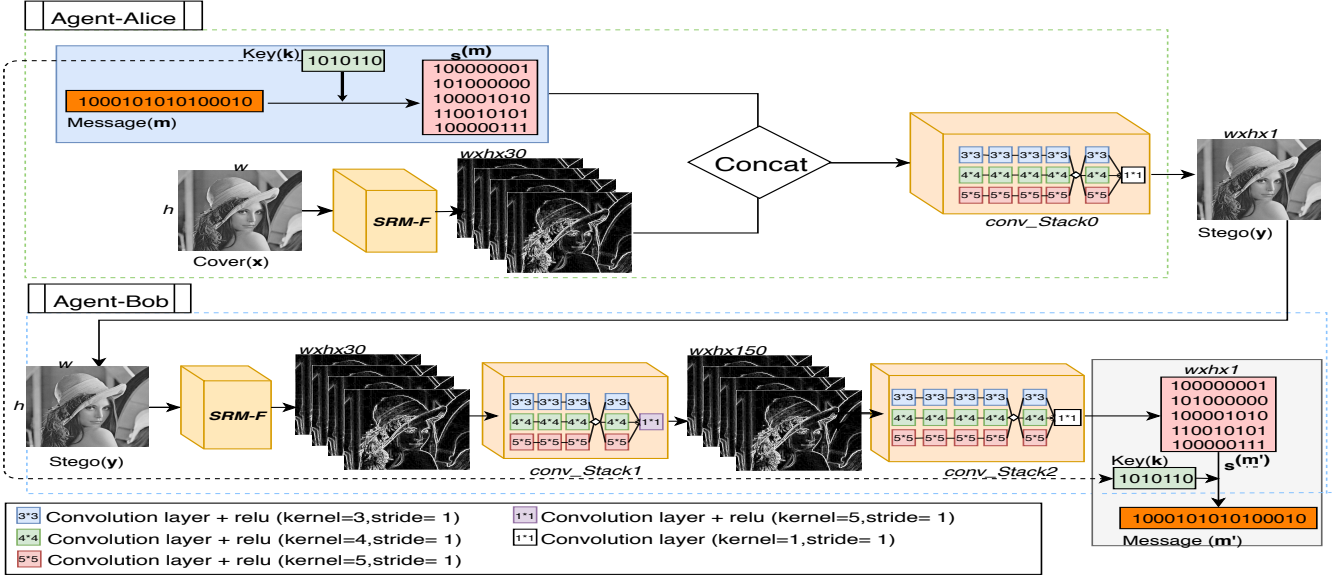 Agent-Alice
Key(k)
1010110
s(m)
100000001
101000000
100001010
110010101
100000111
1000101010100010
Message(m)
w
h
Cover(x)
SRM-F
wxhx30
Concat
3*3 3*3 3*3 3*3 3*3
4*4 4*4 4*4 4*4 4*4 1*1
5*5 5*5 5*5 5*5 5*5
conv_Stack0
wxhx1
Stego(y)
Agent-Bob
w
h
Stego(y)
SRM-F
wxhx30
3*3 3*3 3*3 3*3
4*4 4*4 4*4 4*4 1*1
5*5 5*5 5*5 5*5
conv_Stack1
wxhx150
3*3 3*3 3*3 3*3 3*3
4*4 4*4 4*4 4*4 4*4 1*1
5*5 5*5 5*5 5*5 5*5
conv_Stack2
wxhx1
100000001
101000000
100001010
110010101
100000111
s(m')
Key(k)
1010110
1000101010100010
Message (m')
3*3 Convolution layer + relu (kernel=3,stride= 1)
4*4 Convolution layer + relu (kernel=4,stride= 1)
5*5 Convolution layer + relu (kernel=5,stride= 1)
1*1 Convolution layer + relu (kernel=5,stride= 1)
1*1 Convolution layer (kernel=1,stride= 1)